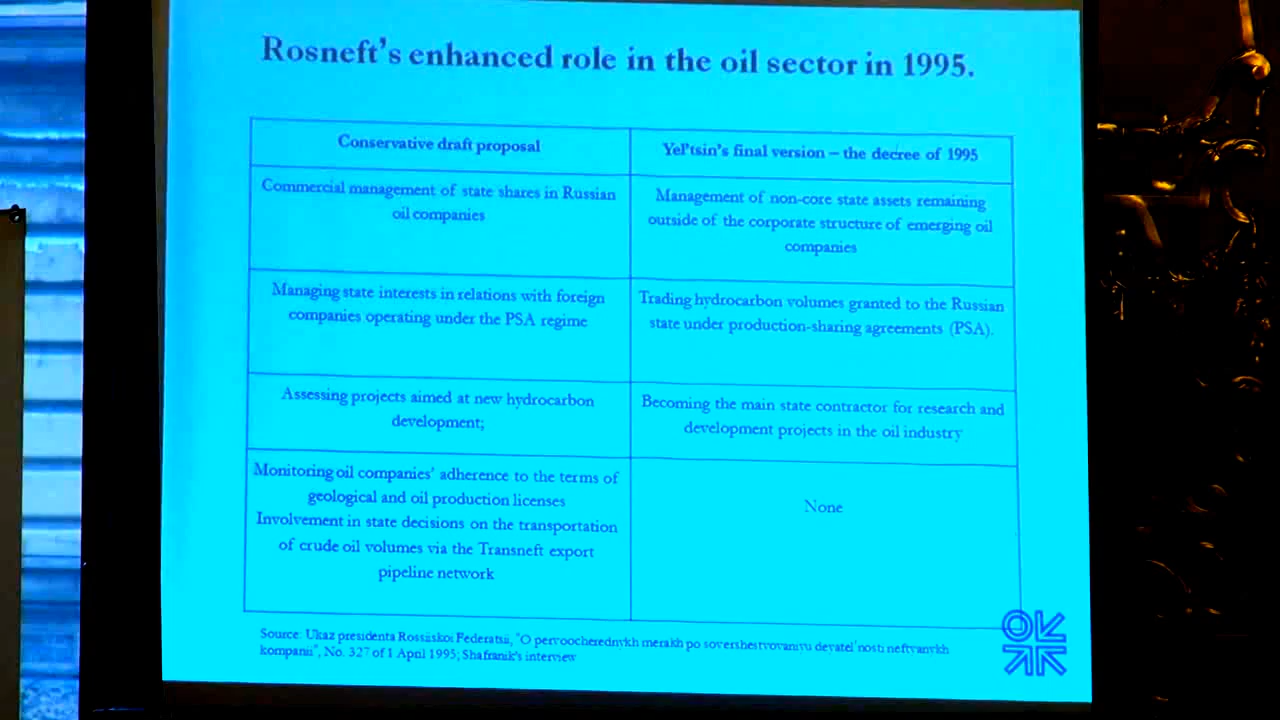 Rosneft's enhanced role in the oil sector in 1995.
Conservative draft proposal
Yel'tsin's final version – the decree of 1995
Commercial management of state shares in Russian
oil companies
Management of non-core state assets remaining
outside of the corporate structure of emerging oil
companies
Managing state interests in relations with foreign
companies operating under the PSA regime
Trading hydrocarbon volumes granted to the Russian
state under production-sharing agreements (PSA).
Assessing projects aimed at new hydrocarbon
development;
Becoming the main state contractor for research and
development projects in the oil industry
Monitoring oil companies' adherence to the terms of
geological and oil production licenses
Involvement in state decisions on the transportation
of crude oil volumes via the Transneft export
pipeline network
None
Source: Ukaz presidenta Rossiiskoi Federatsii, "O pervoocherednykh merakh po sovershestvovaniyu deyatel'nosti neftyanykh
kompanii", No. 327 of 1 April 1995; Shafranik's interview